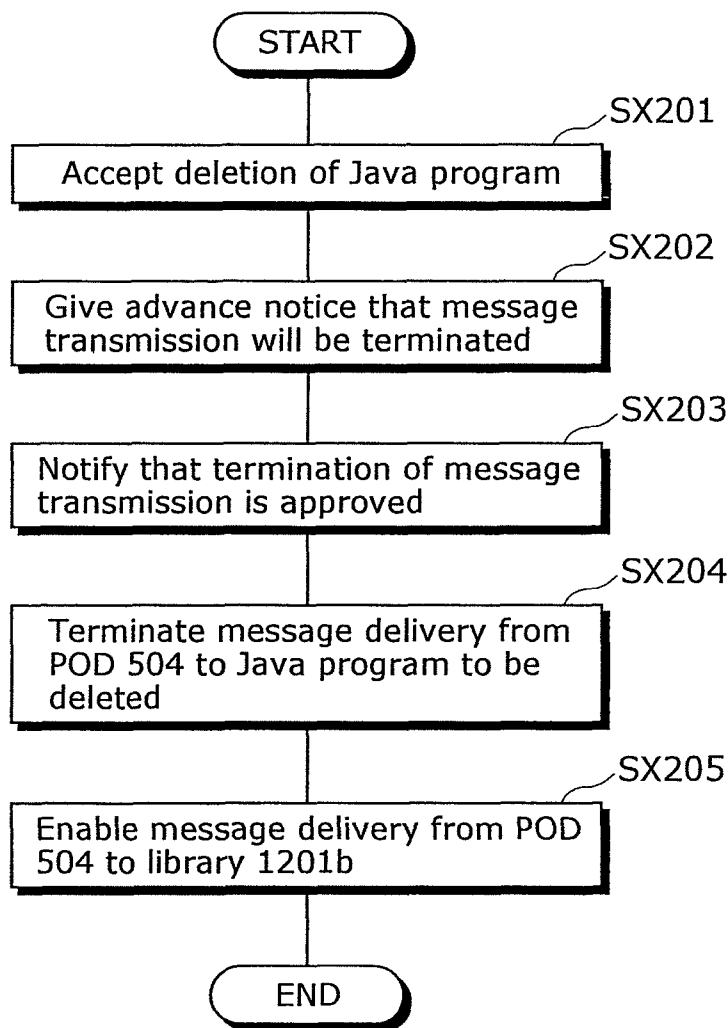 START
SX201
Accept deletion of Java program
SX202
Give advance notice that message
transmission will be terminated
SX203
Notify that termination of message
transmission is approved
SX204
Terminate message delivery from
POD 504 to Java program to be
deleted
SX205
Enable message delivery from POD
504 to library 1201b
END